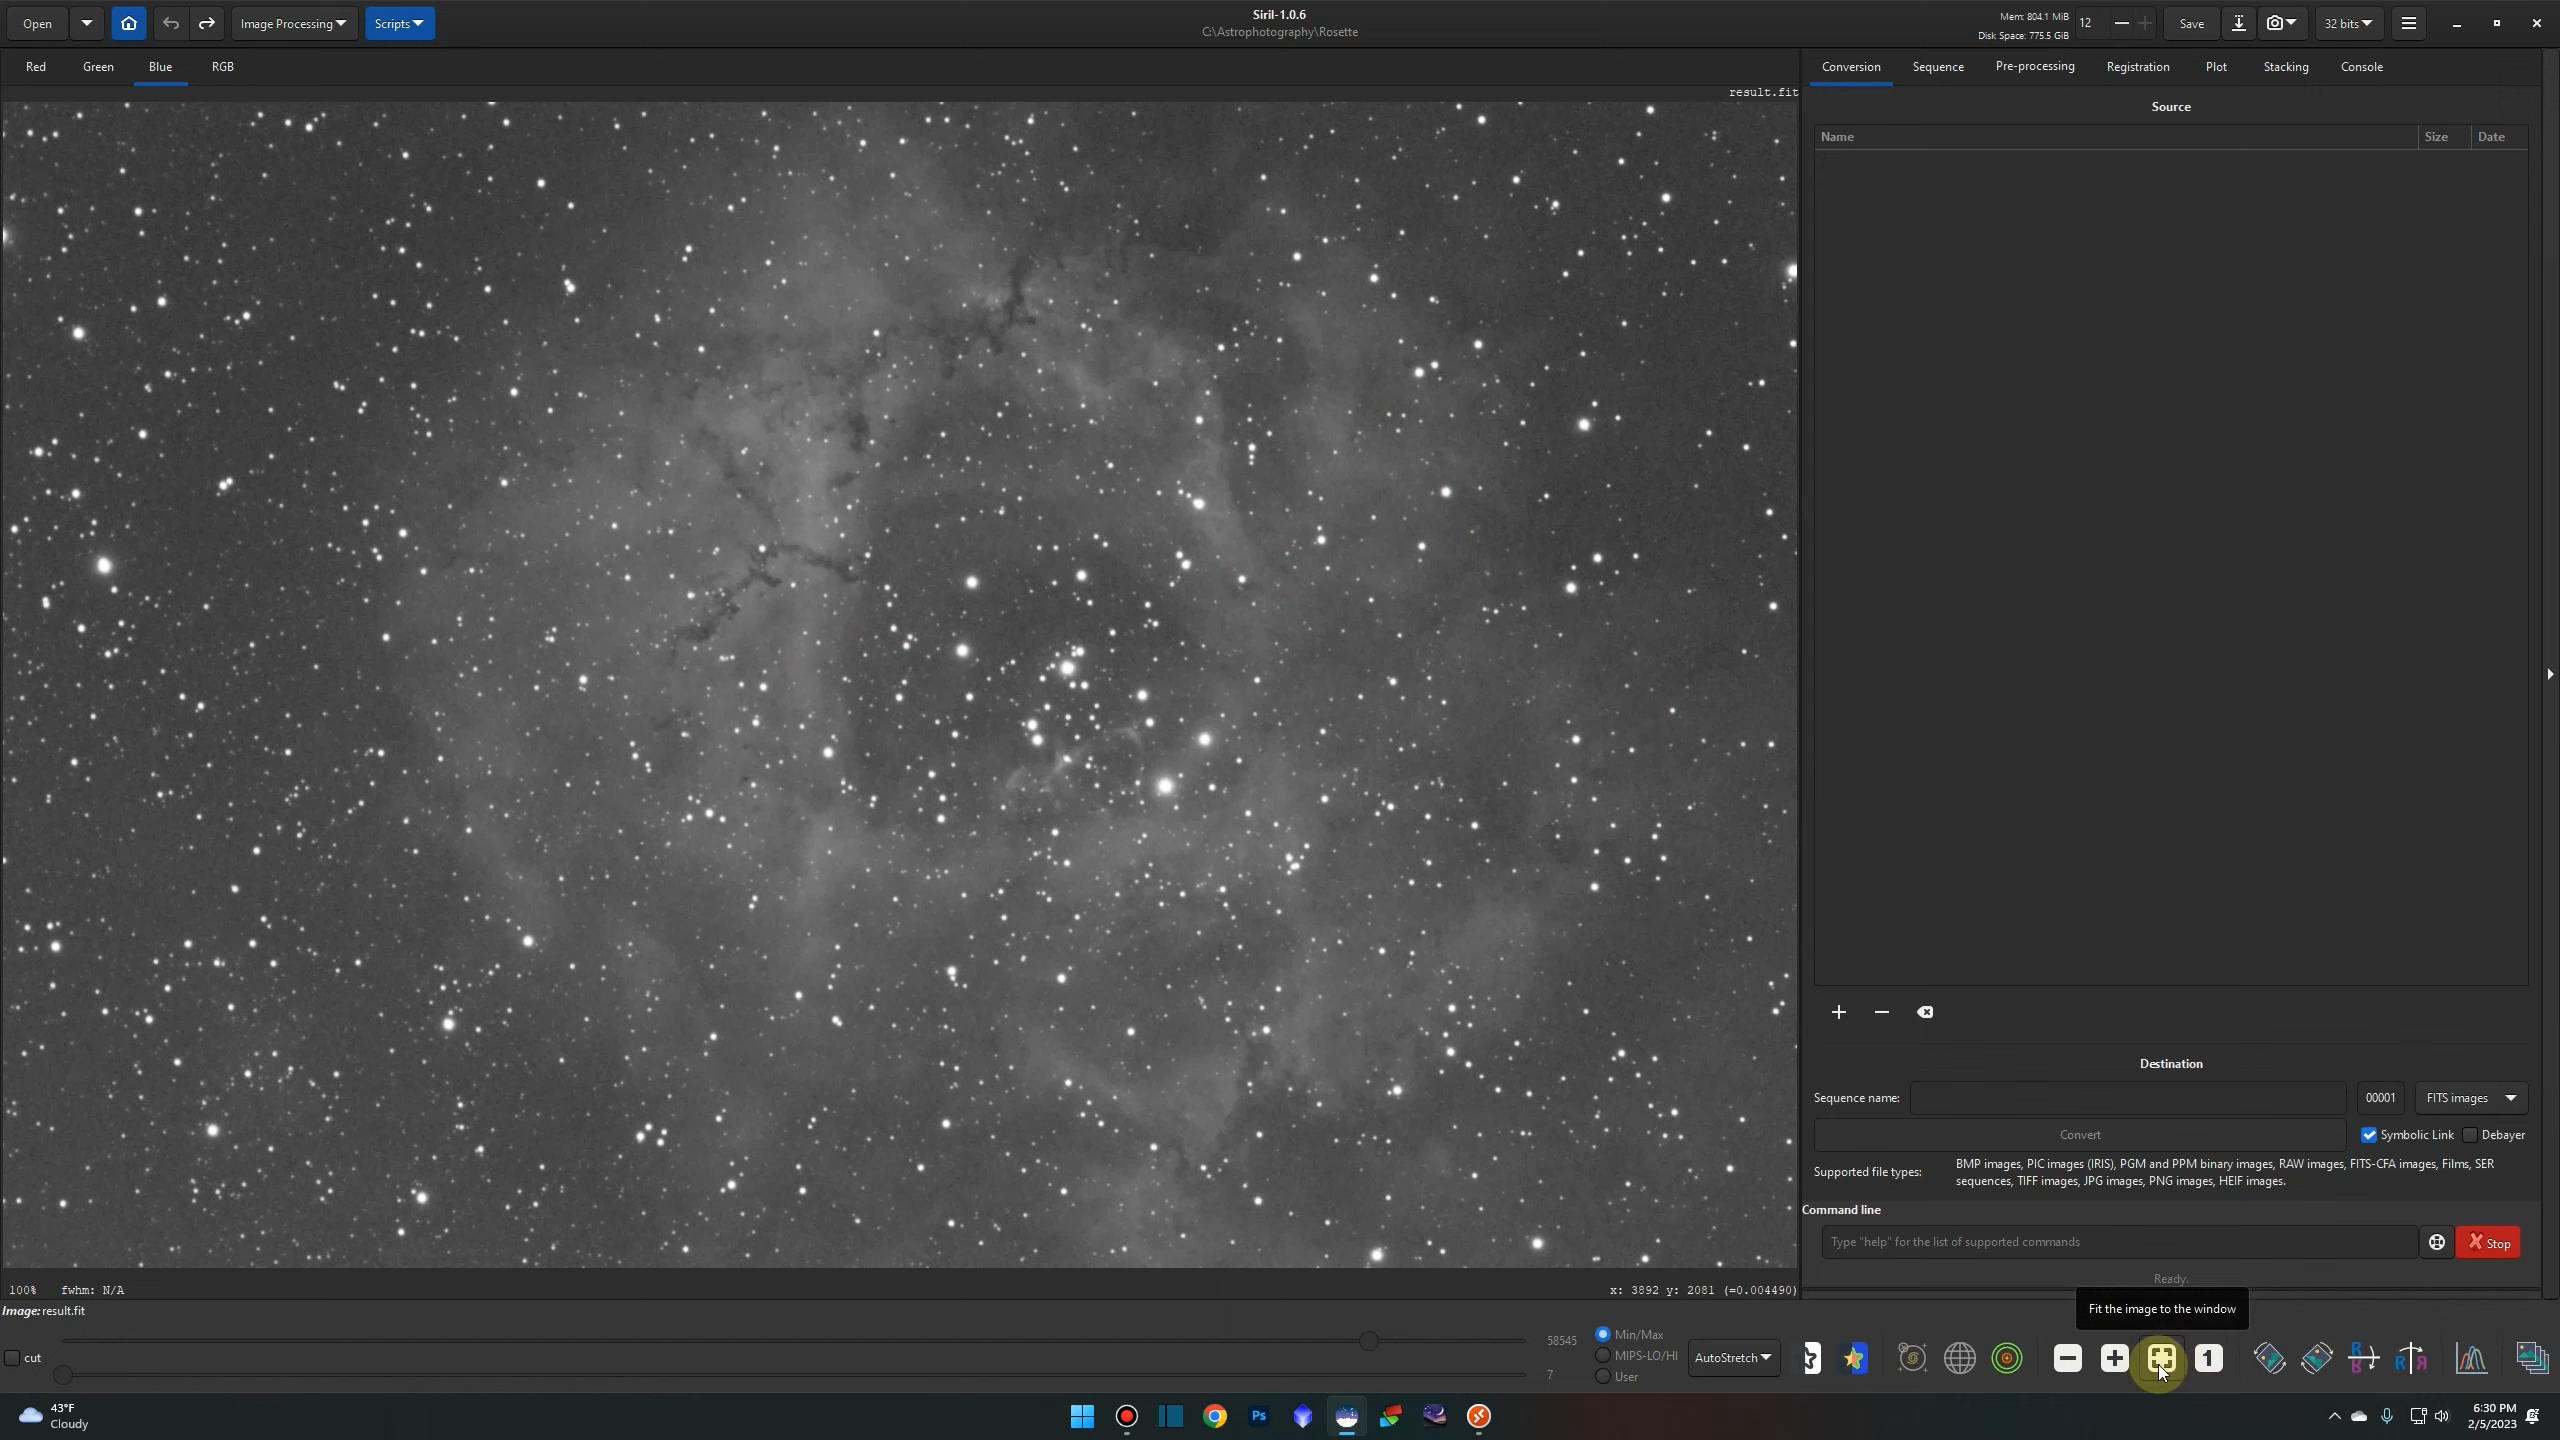 Open
Image Processing
Scripts
Siril-1.0.6
C:\Astrophotography\Rosette
Mem: 804.1 MiB
Disk Space: 775.5 GiB
12
Save
32 bits
Red Green Blue RGB
result.fit
Conversion Sequence Pre-processing Registration Plot Stacking Console
Source
Name Size Date
Destination
Sequence name: 00001 FITS images
Convert Symbolic Link Debayer
Supported file types: BMP images, PIC images (IRIS), PGM and PPM binary images, RAW images, FITS-CFA images, Films, SER
sequences, TIFF images, JPG images, PNG images, HEIF images.
Command line
Type "help" for the list of supported commands
Stop
Ready.
Fit the image to the window
100% fwhm: N/A
x: 3892 y: 2081 (=0.004490)
Image: result.fit
cut
58545
7
Min/Max
MIPS-LO/HI
User
AutoStretch
1
R R
R R
Ps
43°F
Cloudy
6:30 PM
2/5/2023